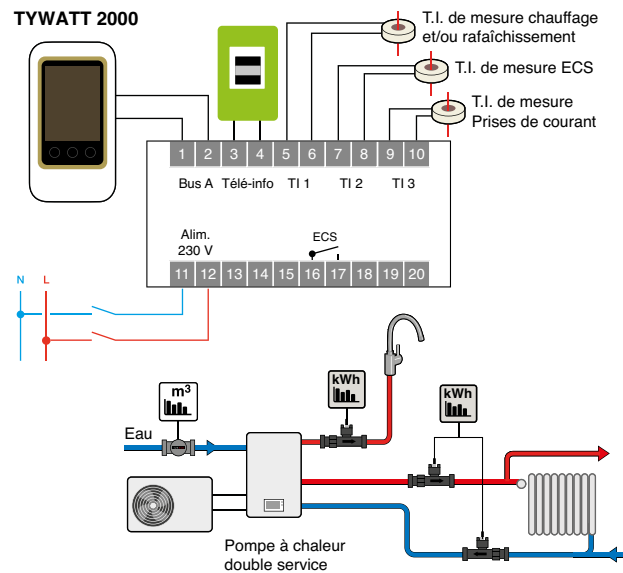 TYWATT 2000
T.I. de mesure chauffage
et/ou rafaîchissement
T.I. de mesure ECS
T.I. de mesure
Prises de courant
1 2 3 4 5 6 7 8 9 10
Bus A Télé-info TI 1 TI 2 TI 3
Alim.
230 V
ECS
11 12 13 14 15 16 17 18 19 20
N L
m³
kWh
kWh
Eau
Pompe à chaleur
double service